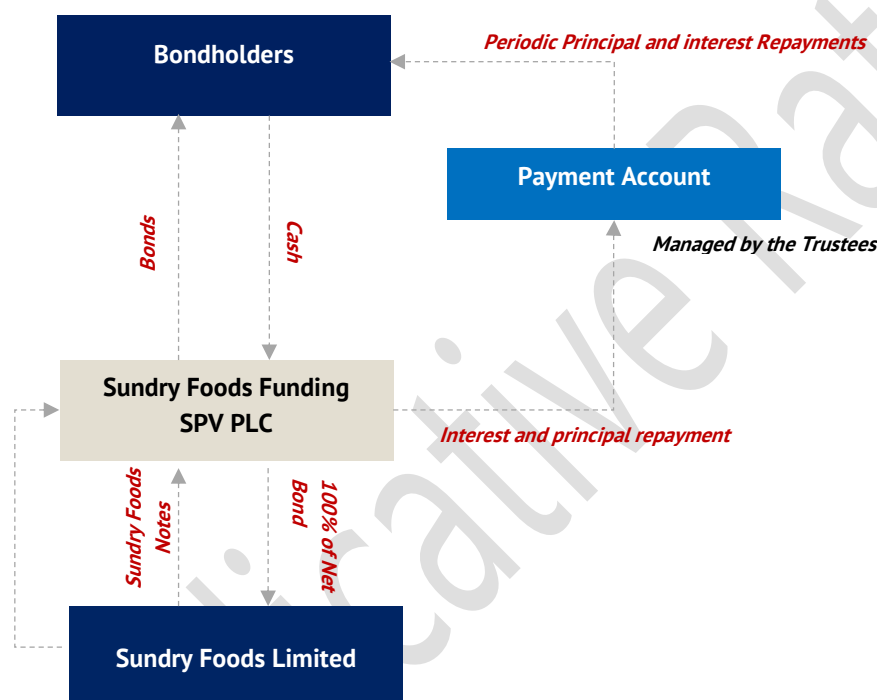 Bondholders
Periodic Principal and interest Repayments
Payment Account
Managed by the Trustees
Bonds
Cash
Sundry Foods Funding
SPV PLC
Interest and principal repayment
Sundry Foods
Notes
100% of Net
Bond
Sundry Foods Limited